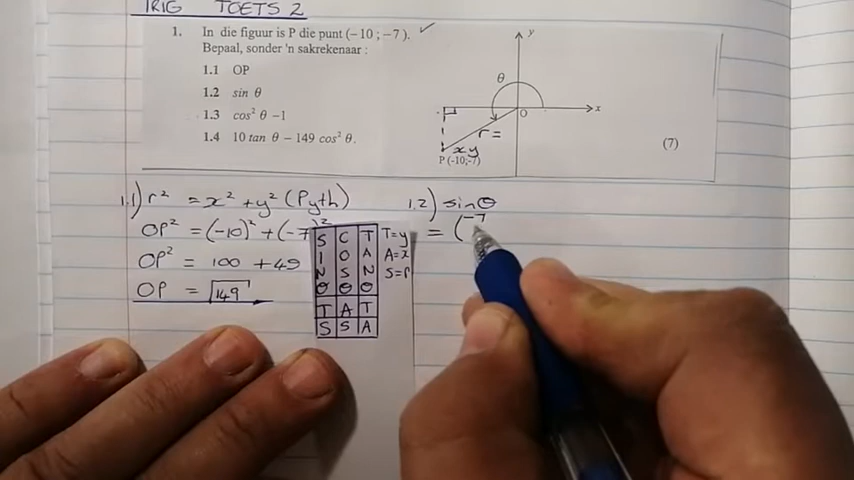 TRIG TOETS 2
1. In die figuur is P die punt (−10 ; −7). ✓
Bepaal, sonder 'n sakrekenaar :
1.1 OP
1.2 sin θ
1.3 cos² θ −1
1.4 10 tan θ − 149 cos² θ.
(7)
y
θ
O
x
r =
x y
P (-10;-7)
1.1) r² = x² + y² (Pyth)
OP² = (-10)² + (-7)²
OP² = 100 + 49
OP = √149
S C T
I O A
N S N
θ θ θ
T A T
S S A
T=y
A=x
S=r
1.2) sinθ
= (-7